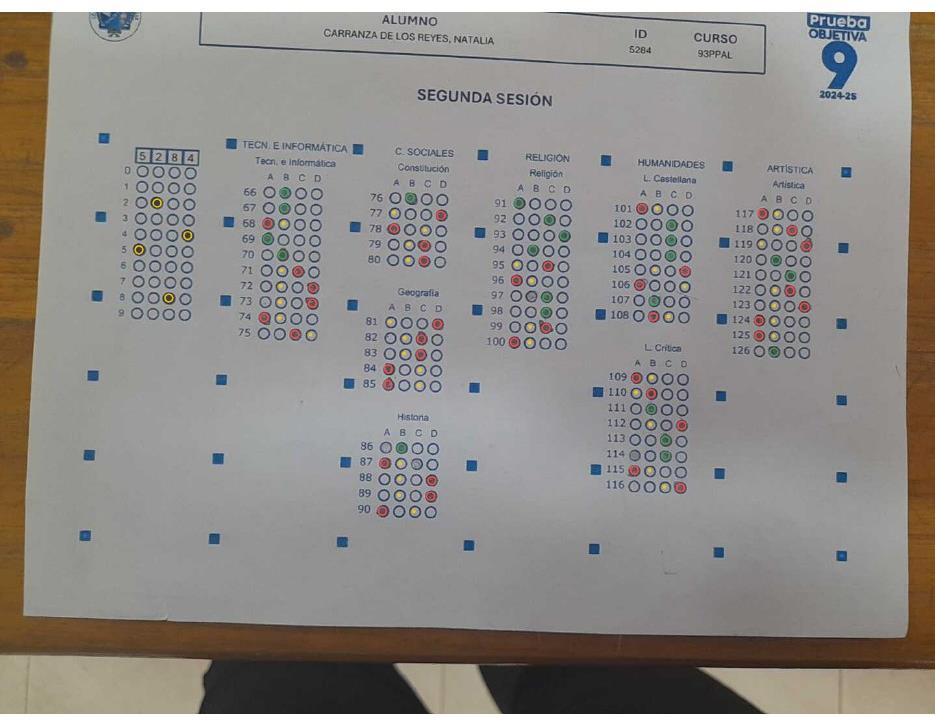 ALUMNO
CARRANZA DE LOS REYES, NATALIA
ID
5284
CURSO
93PPAL
Prueba
OBJETIVA
9
2024-25
SEGUNDA SESIÓN
5 2 8 4
0
1
2
3
4
5
6
7
8
9
TECN. E INFORMÁTICA
Tecn. e Informática
A B C D
66
67
68
69
70
71
72
73
74
75
C. SOCIALES
Constitución
A B C D
76
77
78
79
80
Geografía
A B C D
81
82
83
84
85
Historia
A B C D
86
87
88
89
90
RELIGIÓN
Religión
A B C D
91
92
93
94
95
96
97
98
99
100
HUMANIDADES
L. Castellana
A B C D
101
102
103
104
105
106
107
108
L. Crítica
A B C D
109
110
111
112
113
114
115
116
ARTÍSTICA
Artística
A B C D
117
118
119
120
121
122
123
124
125
126